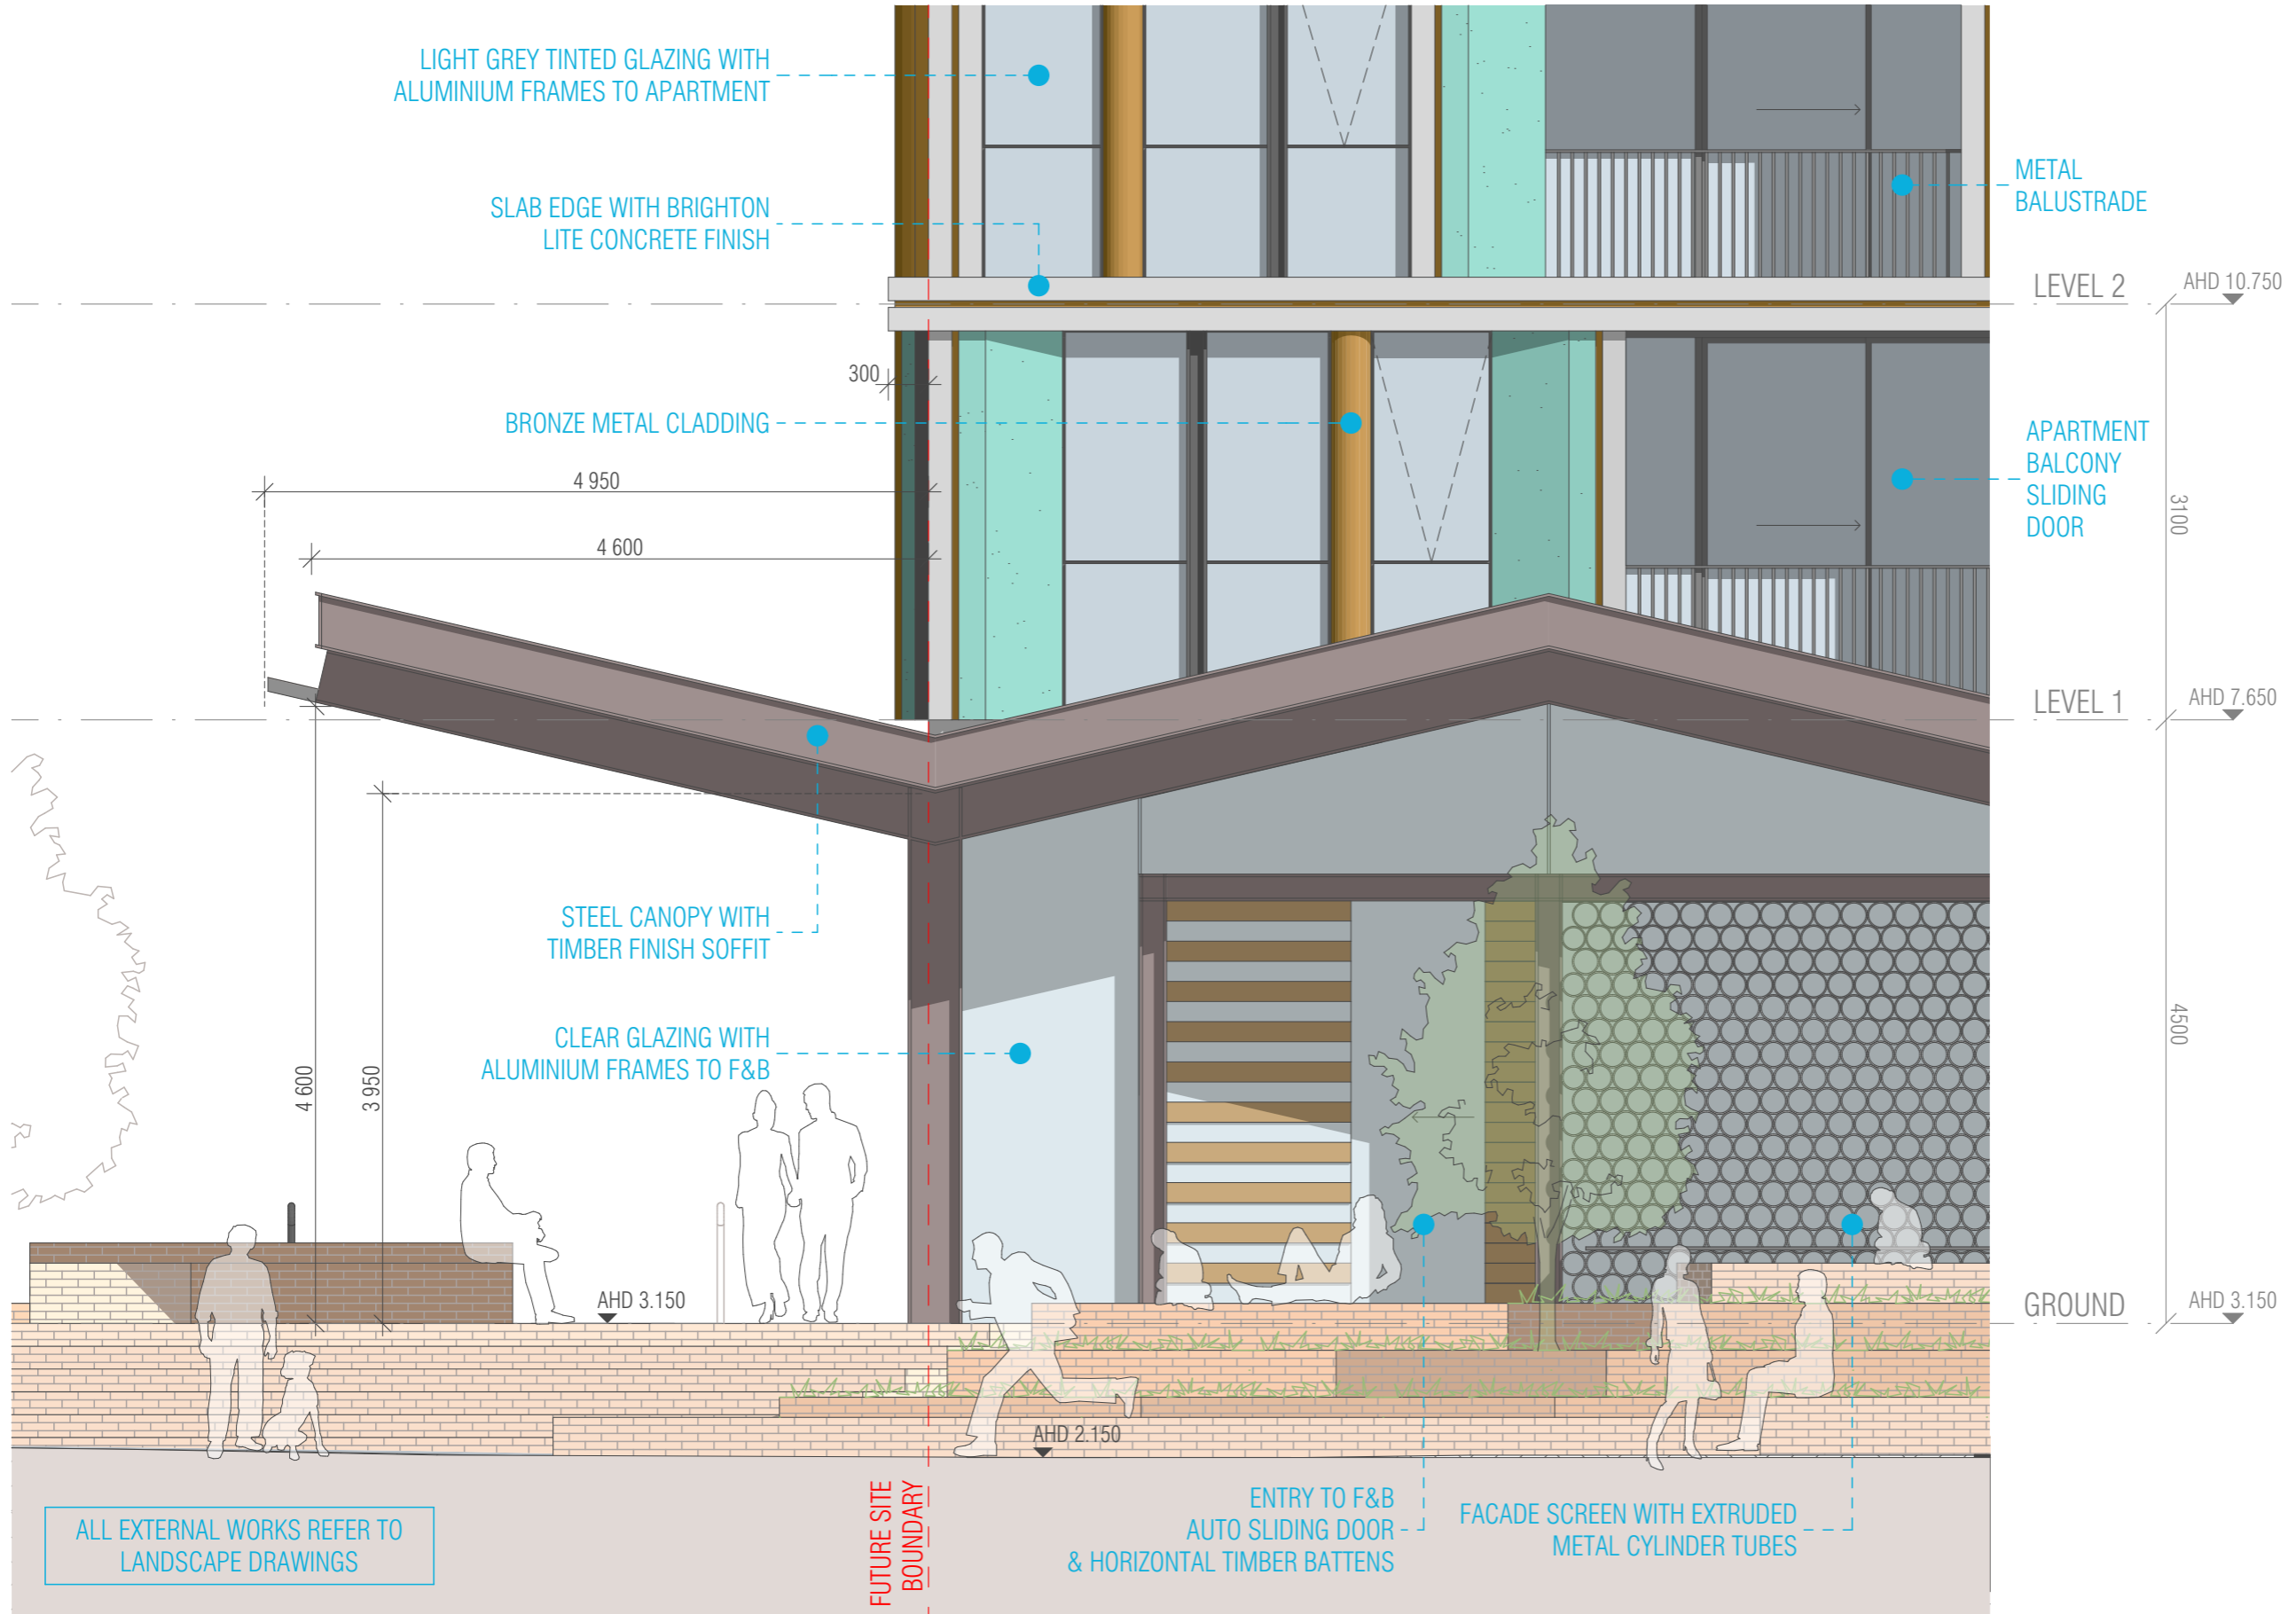 LIGHT GREY TINTED GLAZING WITH
ALUMINIUM FRAMES TO APARTMENT
METAL
BALUSTRADE
SLAB EDGE WITH BRIGHTON
LITE CONCRETE FINISH
LEVEL 2
AHD 10.750
300
BRONZE METAL CLADDING
APARTMENT
BALCONY
SLIDING
DOOR
4 950
3100
4 600
LEVEL 1
AHD 7.650
STEEL CANOPY WITH
TIMBER FINISH SOFFIT
CLEAR GLAZING WITH
ALUMINIUM FRAMES TO F&B
4 600
3 950
4500
AHD 3.150
GROUND
AHD 3.150
AHD 2.150
FUTURE SITE
BOUNDARY
ENTRY TO F&B
AUTO SLIDING DOOR
& HORIZONTAL TIMBER BATTENS
FACADE SCREEN WITH EXTRUDED
METAL CYLINDER TUBES
ALL EXTERNAL WORKS REFER TO
LANDSCAPE DRAWINGS